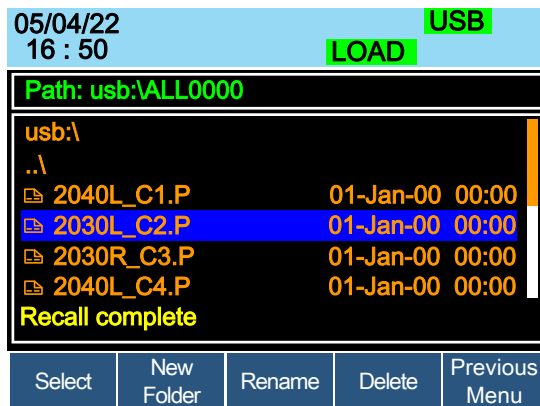 05/04/22 USB
16 : 50 LOAD
Path: usb:\ALL0000
usb:\
..\
2040L_C1.P 01-Jan-00 00:00
2030L_C2.P 01-Jan-00 00:00
2030R_C3.P 01-Jan-00 00:00
2040L_C4.P 01-Jan-00 00:00
Recall complete
Select New Folder Rename Delete Previous Menu